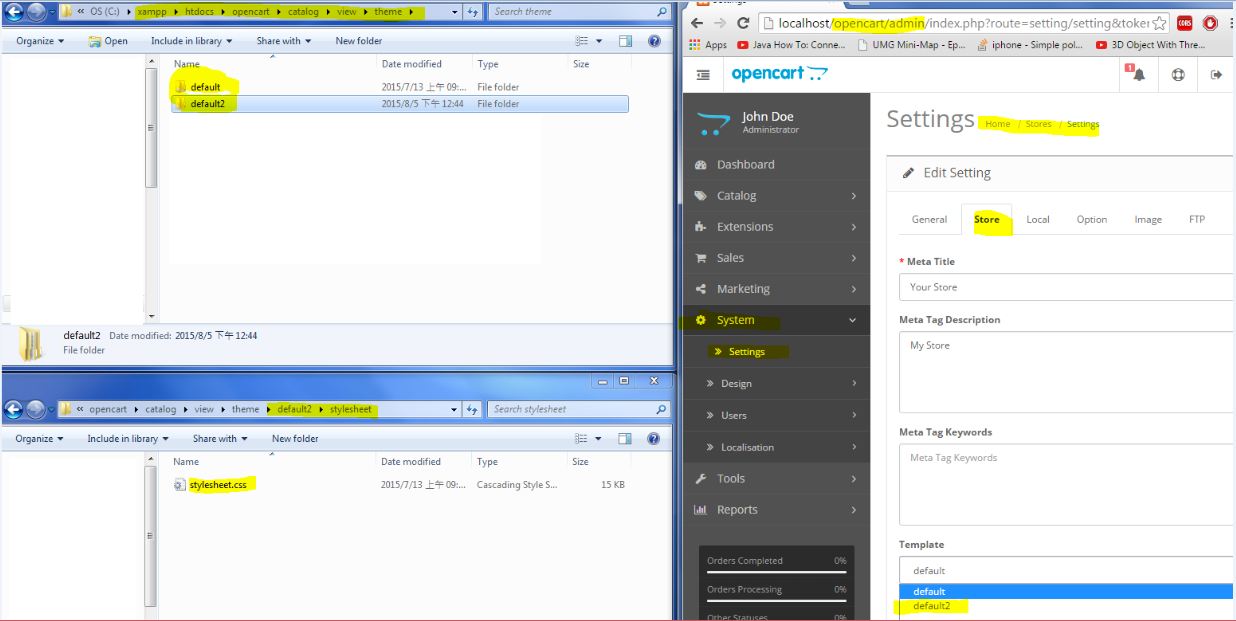 « OS (C:) ▸ xampp ▸ htdocs ▸ opencart ▸ catalog ▸ view ▸ theme ▸
Search theme
Organize
Open
Include in library
Share with
New folder
Name
Date modified
Type
Size
default
2015/7/13 上午 09:...
File folder
default2
2015/8/5 下午 12:44
File folder
default2
Date modified: 2015/8/5 下午 12:44
File folder
« opencart ▸ catalog ▸ view ▸ theme ▸ default2 ▸ stylesheet
Search stylesheet
Organize
Include in library
Share with
New folder
Name
Date modified
Type
Size
stylesheet.css
2015/7/13 上午 09:...
Cascading Style S...
15 KB
localhost/opencart/admin/index.php?route=setting/setting&token
CORS
Apps
Java How To: Conne...
UMG Mini-Map - Ep...
iphone - Simple pol...
3D Object With Thre...
opencart
1
John Doe
Administrator
Dashboard
Catalog
Extensions
Sales
Marketing
System
Settings
Design
Users
Localisation
Tools
Reports
Orders Completed 0%
Orders Processing 0%
Other Statuses 0%
Settings
Home / Stores / Settings
Edit Setting
General
Store
Local
Option
Image
FTP
* Meta Title
Your Store
Meta Tag Description
My Store
Meta Tag Keywords
Meta Tag Keywords
Template
default
default
default2